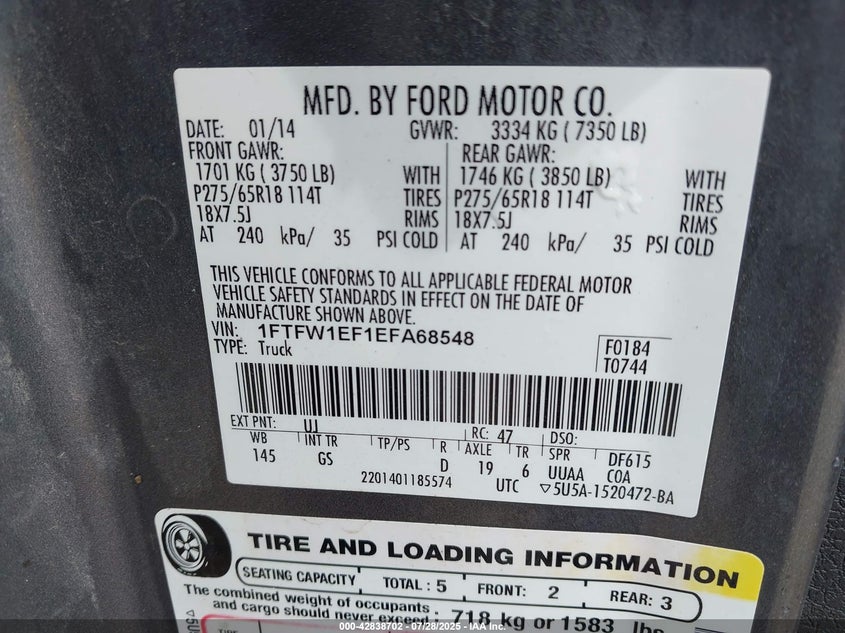 MFD. BY FORD MOTOR CO.
DATE: 01/14 GVWR: 3334 KG ( 7350 LB)
FRONT GAWR: REAR GAWR:
1701 KG ( 3750 LB) WITH 1746 KG ( 3850 LB) WITH
P275/65R18 114T TIRES P275/65R18 114T TIRES
18X7.5J RIMS 18X7.5J RIMS
AT 240 kPa/ 35 PSI COLD AT 240 kPa/ 35 PSI COLD
THIS VEHICLE CONFORMS TO ALL APPLICABLE FEDERAL MOTOR
VEHICLE SAFETY STANDARDS IN EFFECT ON THE DATE OF
MANUFACTURE SHOWN ABOVE.
VIN: 1FTFW1EF1EFA68548
TYPE: Truck
F0184
T0744
EXT PNT: UJ RC: 47 DSO:
WB INT TR TP/PS R AXLE TR SPR DF615
145 GS D 19 6 UUAA COA
2201401185574 UTC ▽5U5A-1520472-BA
TIRE AND LOADING INFORMATION
SEATING CAPACITY TOTAL : 5 FRONT: 2 REAR: 3
The combined weight of occupants
and cargo should never exceed : 718 kg or 1583 lbs
000-42838702 - 07/28/2025 - IAA Inc.